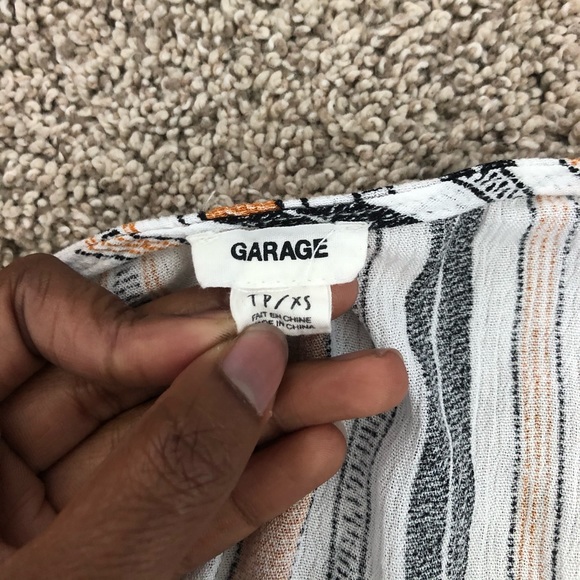 GARAGE
TP/XS
FAIT EN CHINE
MADE IN CHINA